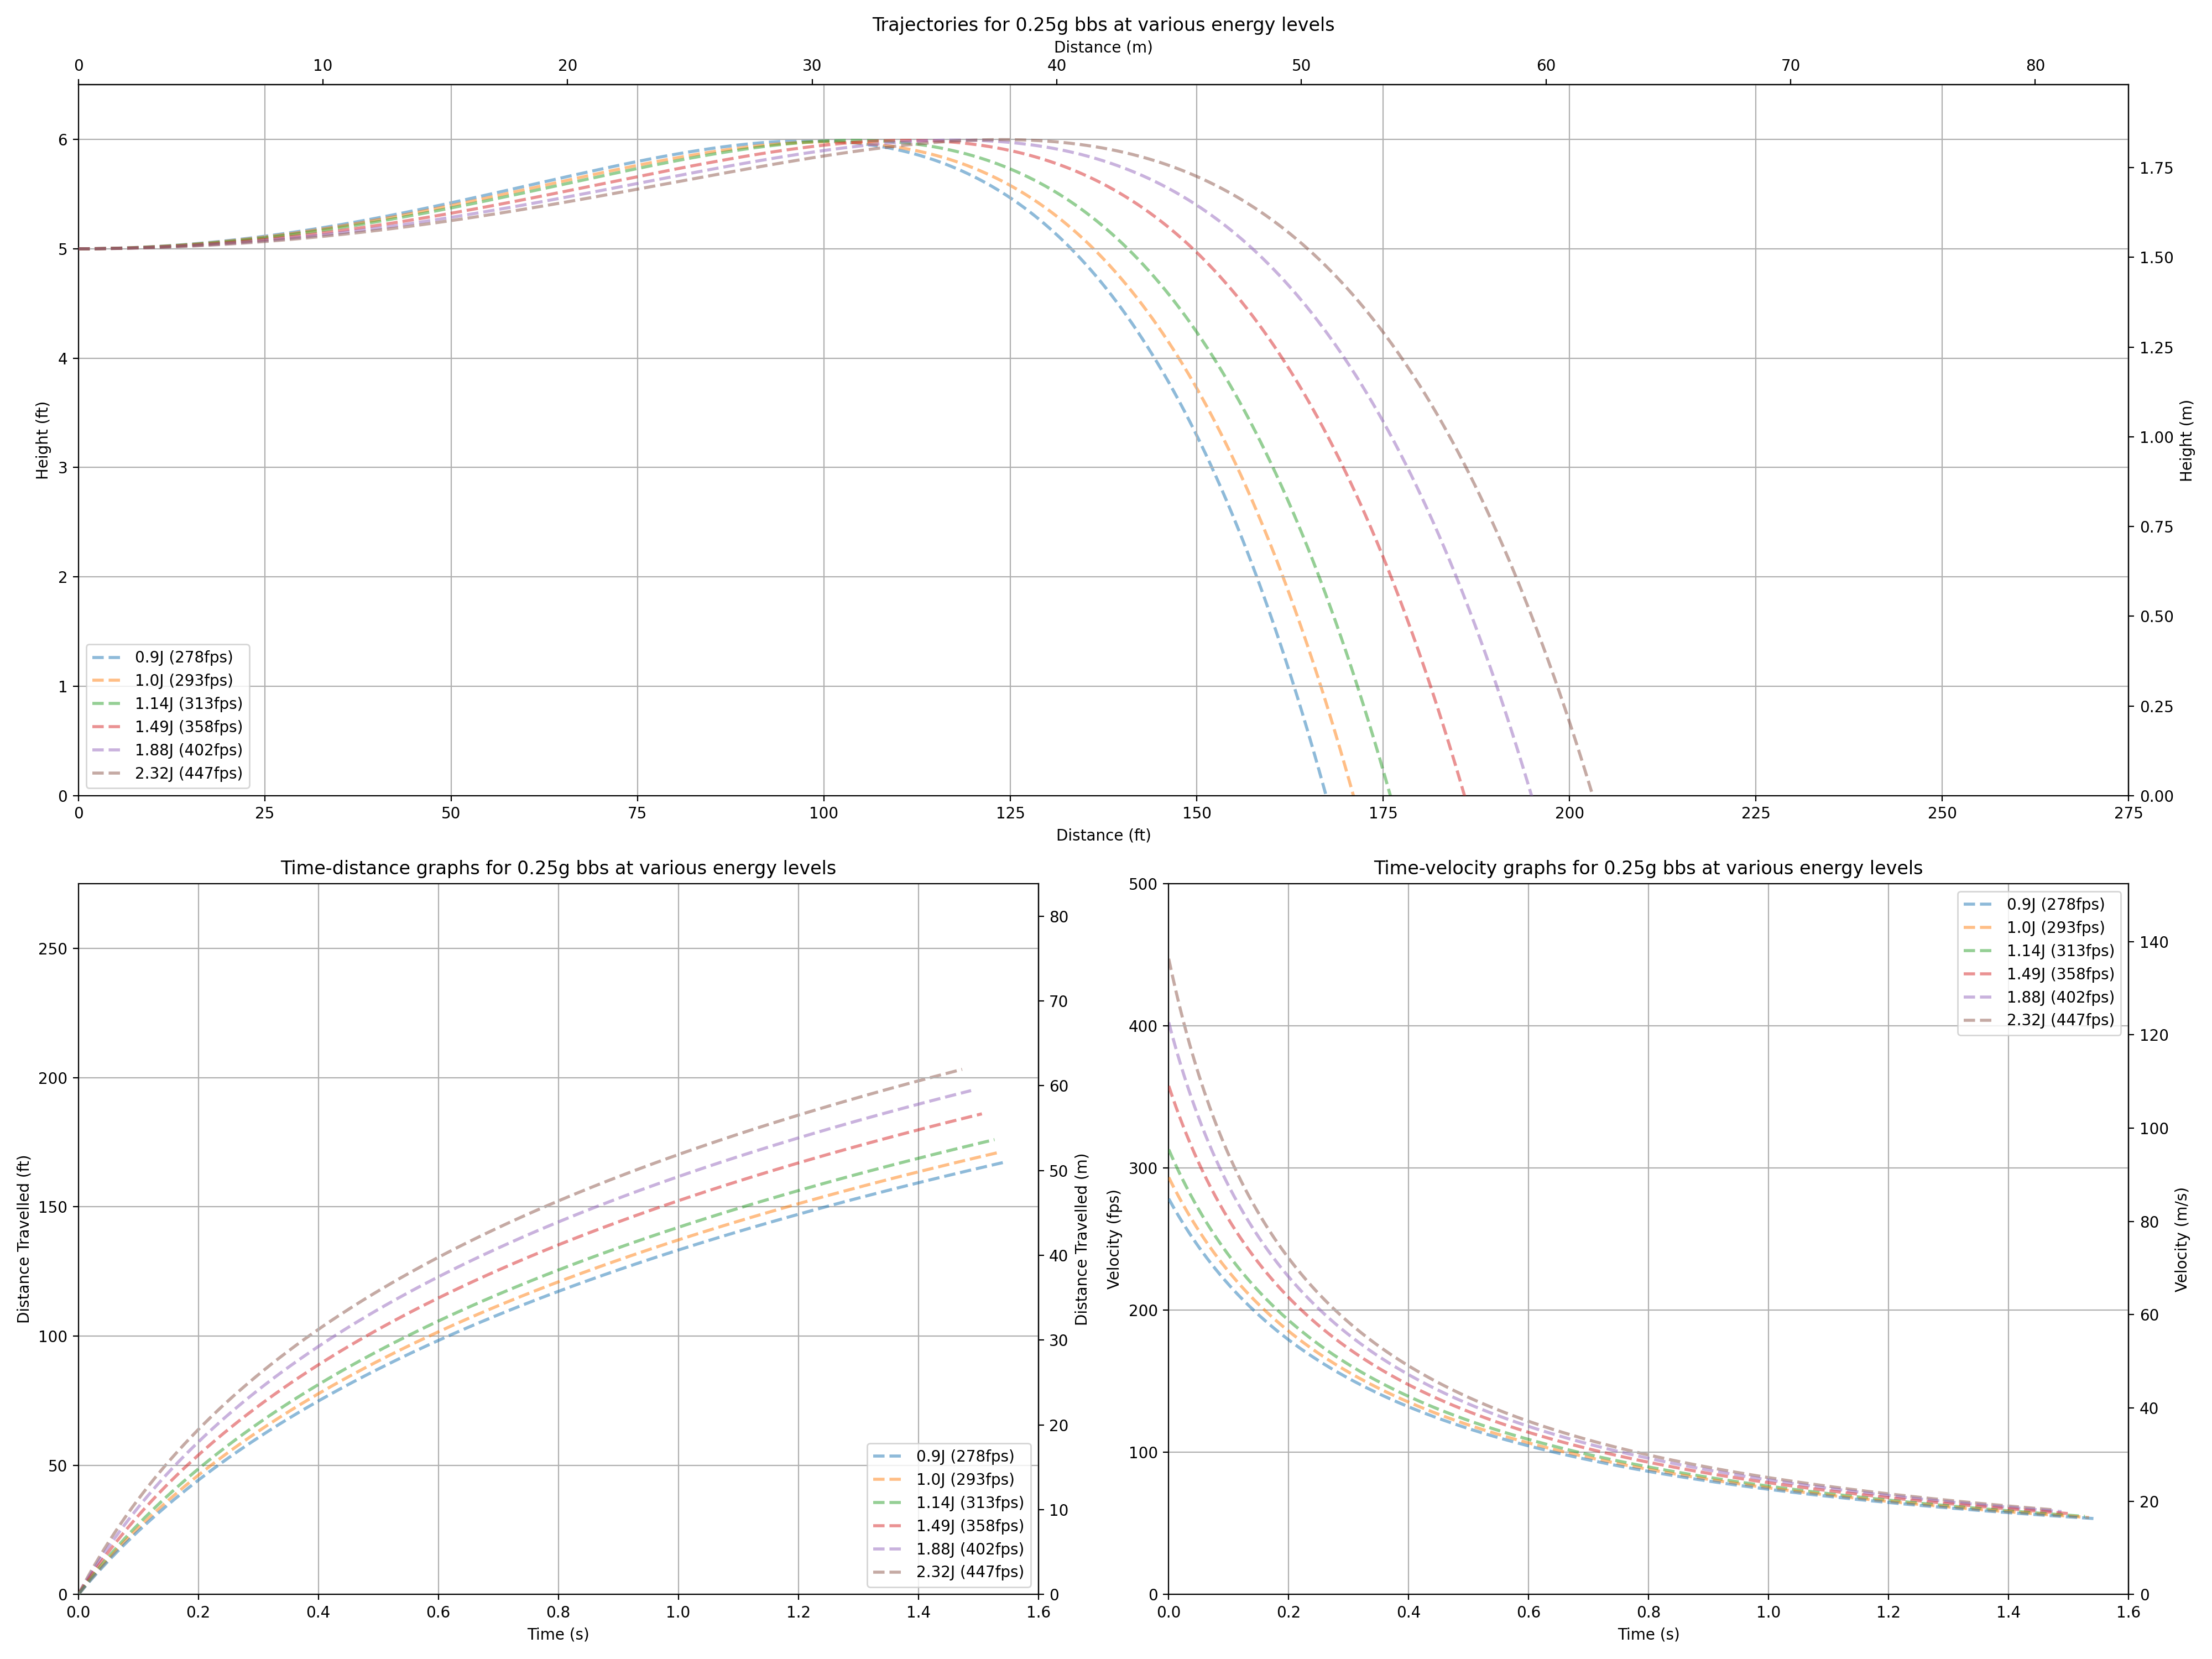 Trajectories for 0.25g bbs at various energy levels
Distance (m)
0 10 20 30 40 50 60 70 80
6
5
4
3
2
1
0
Height (ft)
1.75
1.50
1.25
1.00
0.75
0.50
0.25
0.00
Height (m)
0.9J (278fps)
1.0J (293fps)
1.14J (313fps)
1.49J (358fps)
1.88J (402fps)
2.32J (447fps)
0 25 50 75 100 125 150 175 200 225 250 275
Distance (ft)
Time-distance graphs for 0.25g bbs at various energy levels
250
200
150
100
50
0
Distance Travelled (ft)
80
70
60
50
40
30
20
10
0
Distance Travelled (m)
0.9J (278fps)
1.0J (293fps)
1.14J (313fps)
1.49J (358fps)
1.88J (402fps)
2.32J (447fps)
0.0 0.2 0.4 0.6 0.8 1.0 1.2 1.4 1.6
Time (s)
Time-velocity graphs for 0.25g bbs at various energy levels
500
400
300
200
100
0
Velocity (fps)
0.9J (278fps)
1.0J (293fps)
1.14J (313fps)
1.49J (358fps)
1.88J (402fps)
2.32J (447fps)
140
120
100
80
60
40
20
0
Velocity (m/s)
0.0 0.2 0.4 0.6 0.8 1.0 1.2 1.4 1.6
Time (s)